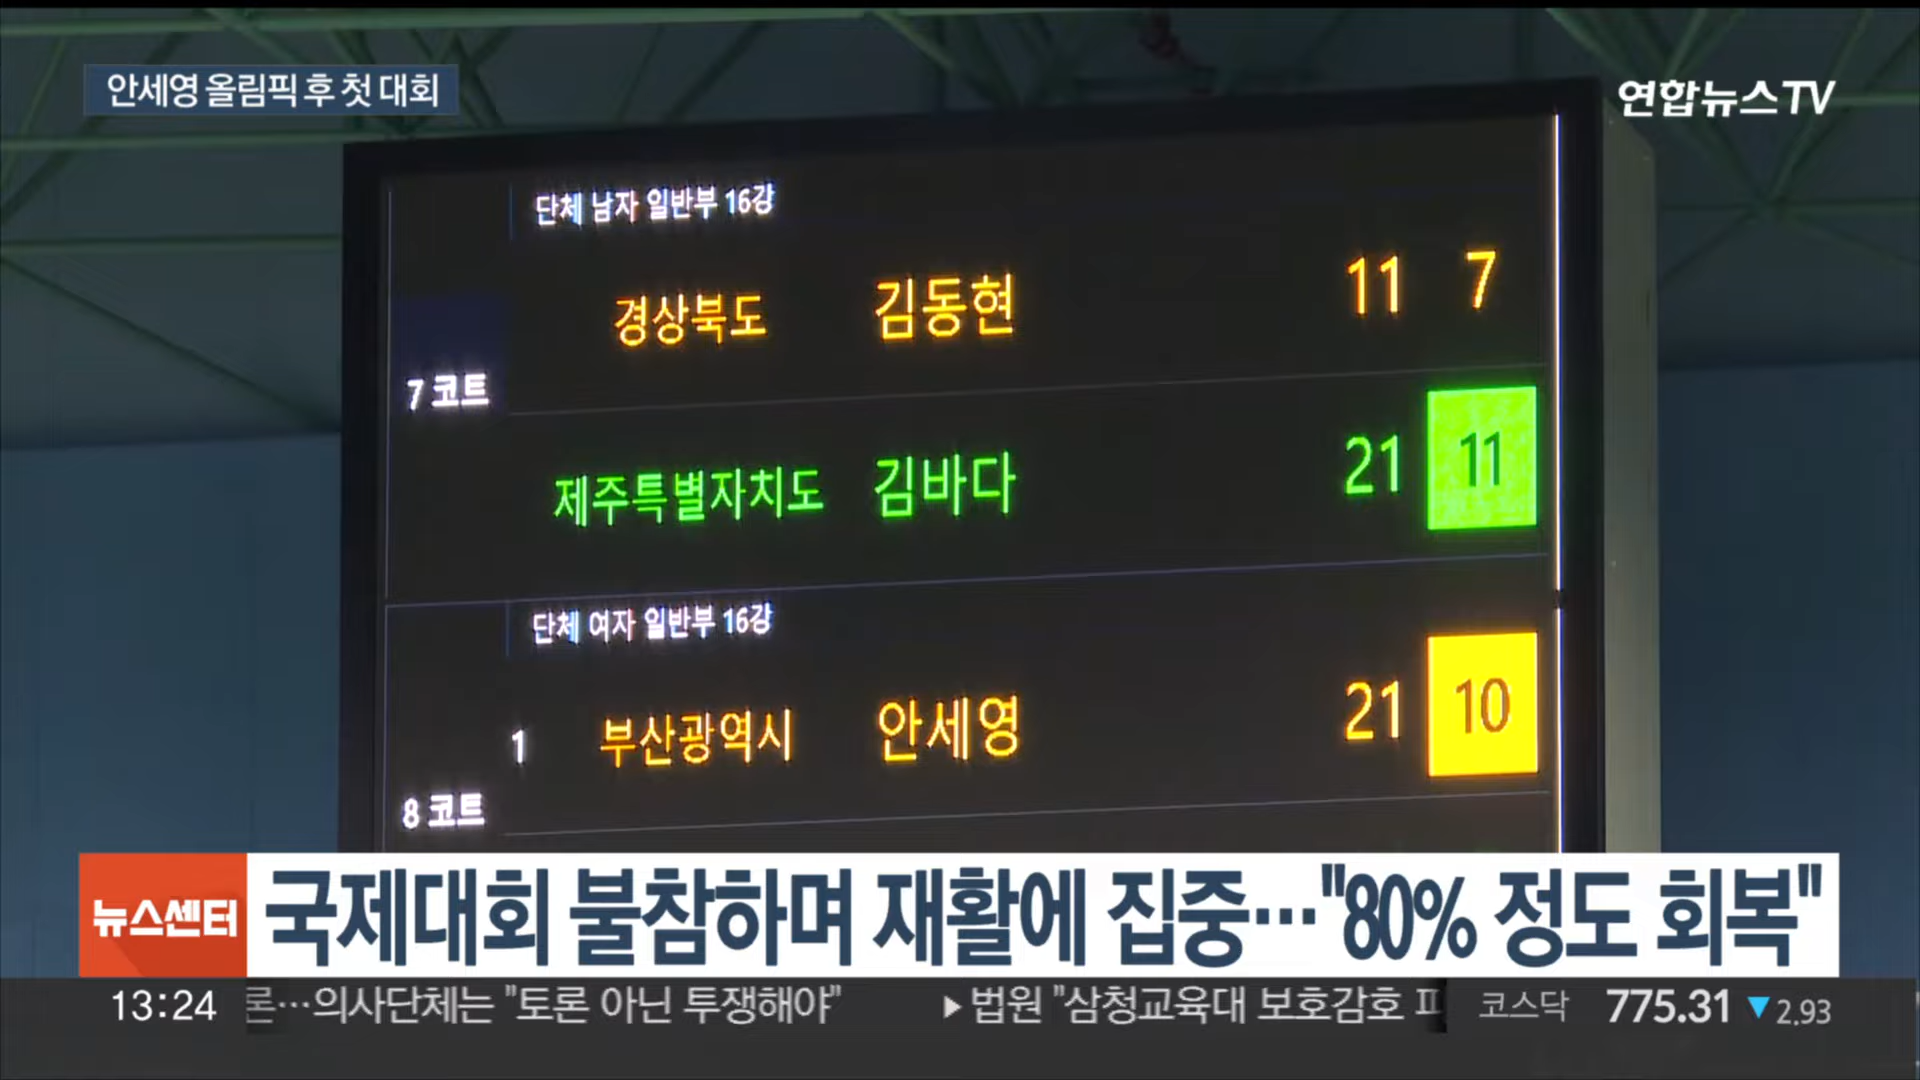 안세영 올림픽 후 첫 대회
연합뉴스TV
단체 남자 일반부 16강
경상북도 김동현 11 7
7 코트
제주특별자치도 김바다 21 11
단체 여자 일반부 16강
1 부산광역시 안세영 21 10
8 코트
뉴스센터 국제대회 불참하며 재활에 집중…"80% 정도 회복"
13:24 론…의사단체는 "토론 아닌 투쟁해야" ▶법원 "삼청교육대 보호감호 코스닥 775.31 ▼2.93